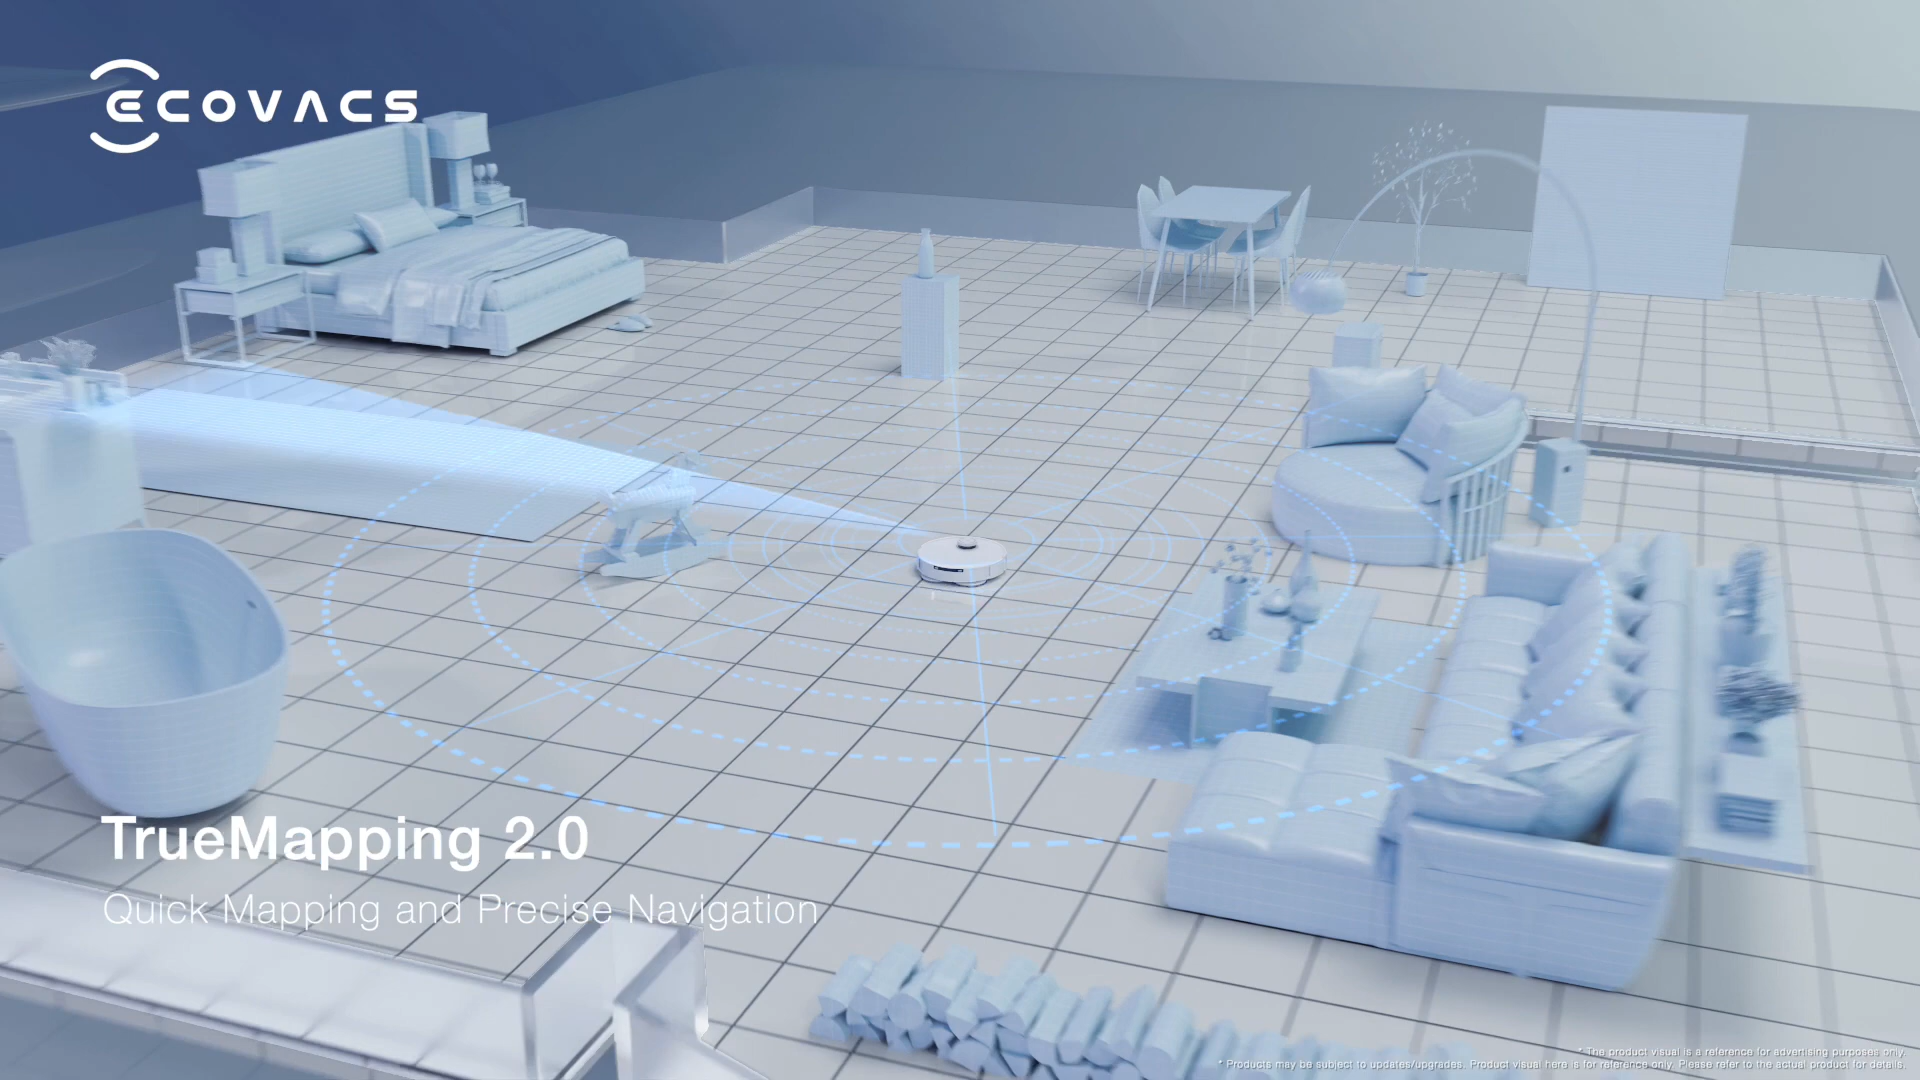 ECOVACS
TrueMapping 2.0
Quick Mapping and Precise Navigation
* The product visual is a reference for advertising purposes only.
* Products may be subject to updates/upgrades. Product visual here is for reference only. Please refer to the actual product for details.